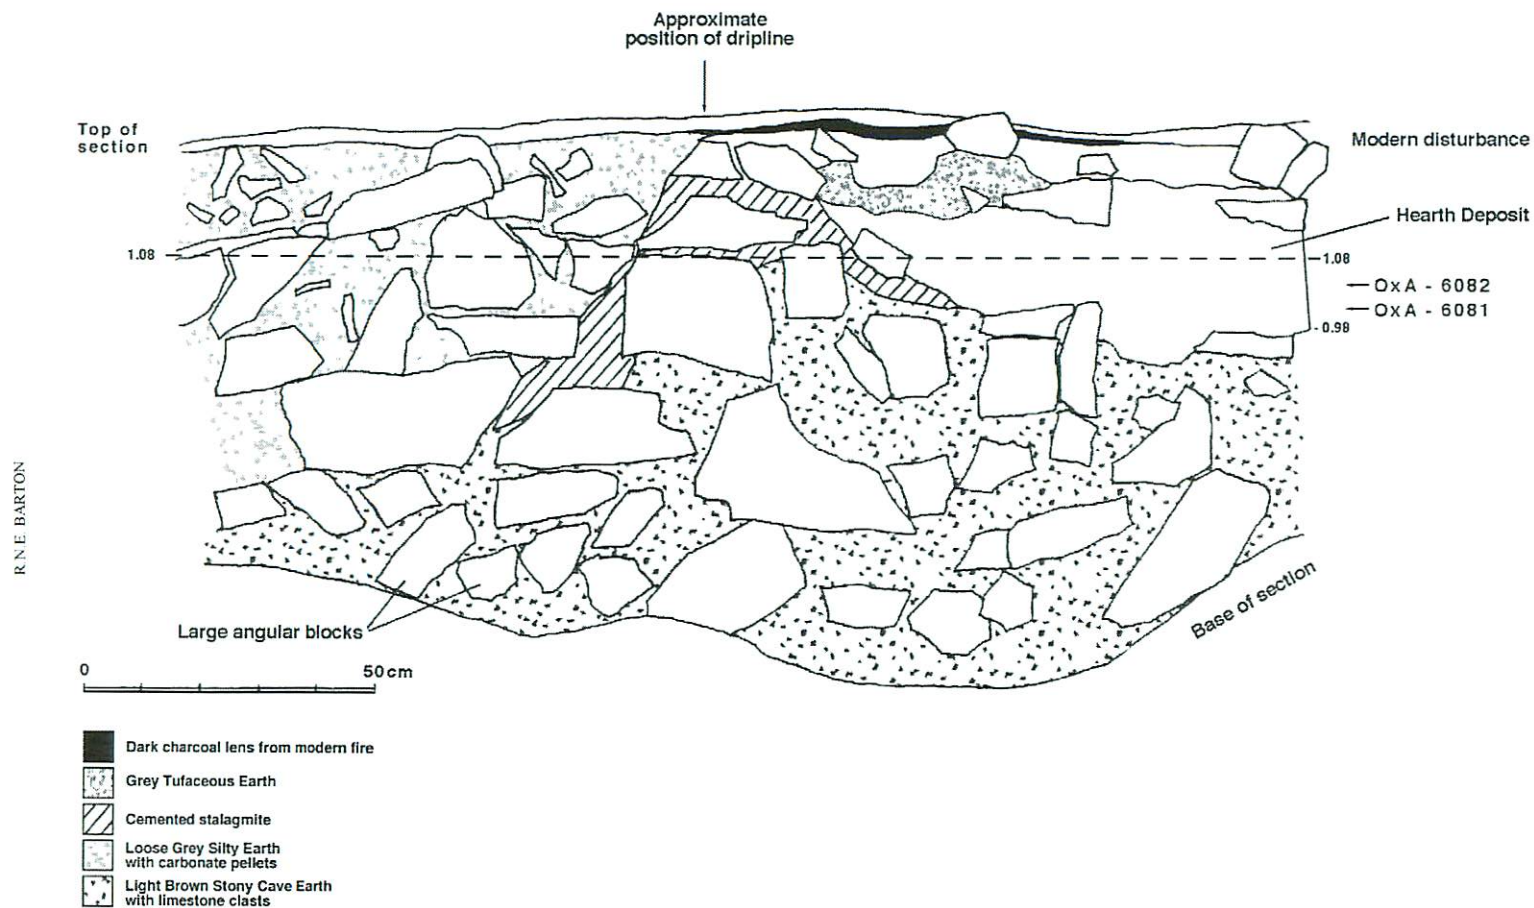 Approximate
position of dripline
Top of
section
Modern disturbance
Hearth Deposit
1.08
1.08
OxA - 6082
OxA - 6081
0.98
R.N.E. BARTON
Large angular blocks
Base of section
0
50cm
Dark charcoal lens from modern fire
Grey Tufaceous Earth
Cemented stalagmite
Loose Grey Silty Earth
with carbonate pellets
Light Brown Stony Cave Earth
with limestone clasts